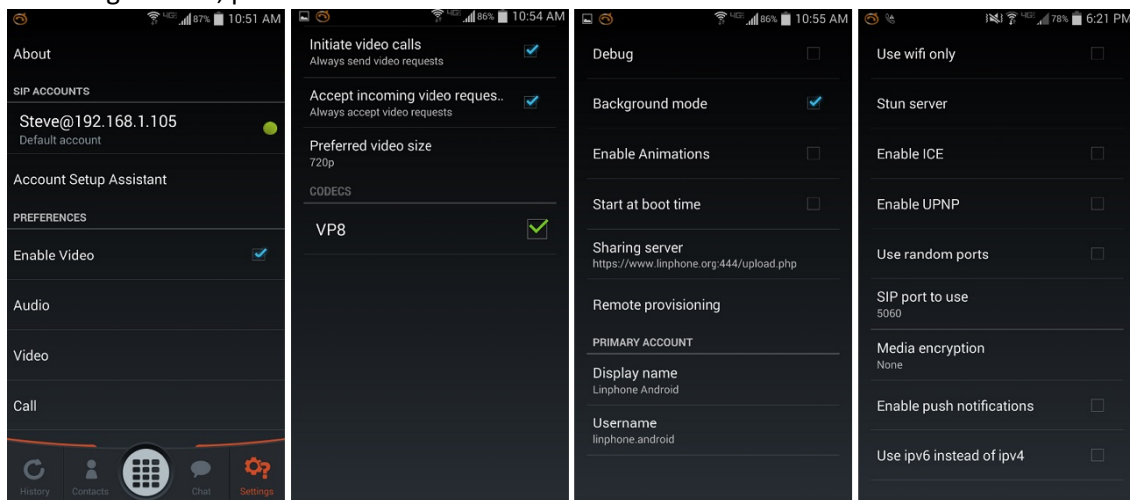 87% 10:51 AM
About
SIP ACCOUNTS
Steve@192.168.1.105
Default account
Account Setup Assistant
PREFERENCES
Enable Video
Audio
Video
Call
History Contacts Chat Settings
86% 10:54 AM
Initiate video calls
Always send video requests
Accept incoming video reques..
Always accept video requests
Preferred video size
720p
CODECS
VP8
86% 10:55 AM
Debug
Background mode
Enable Animations
Start at boot time
Sharing server
https://www.linphone.org:444/upload.php
Remote provisioning
PRIMARY ACCOUNT
Display name
Linphone Android
Username
linphone.android
78% 6:21 PM
Use wifi only
Stun server
Enable ICE
Enable UPNP
Use random ports
SIP port to use
5060
Media encryption
None
Enable push notifications
Use ipv6 instead of ipv4